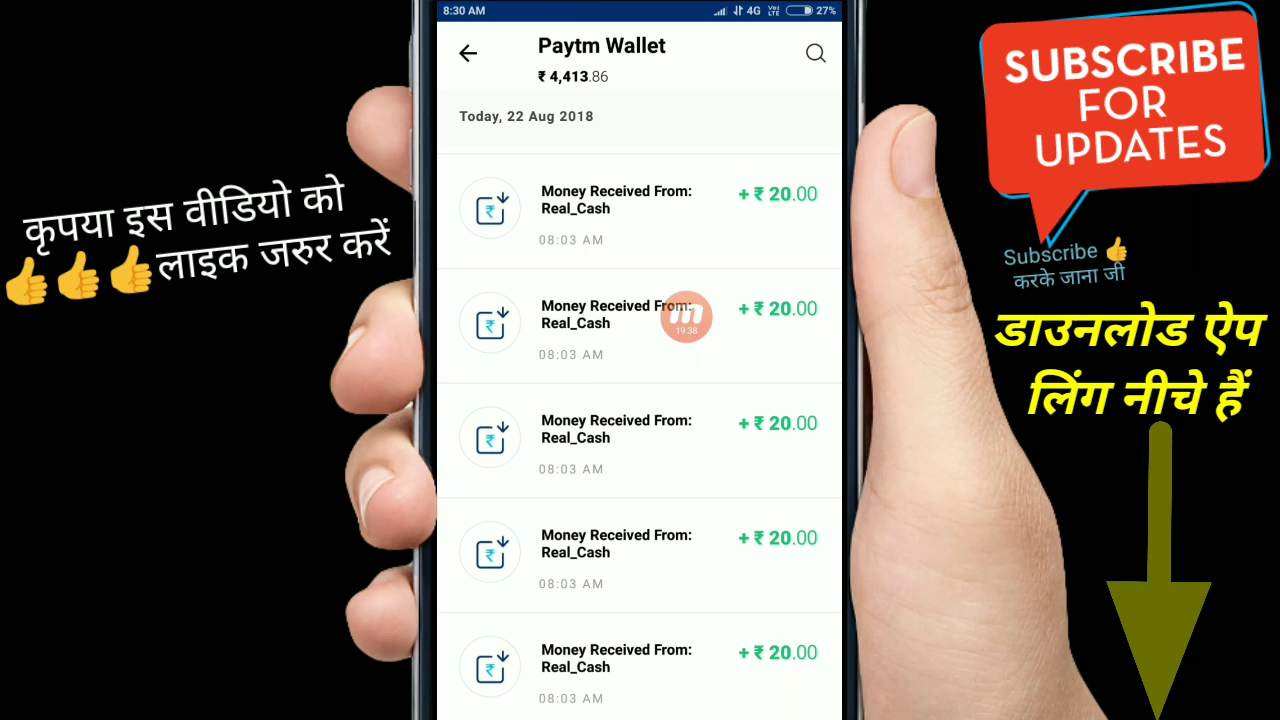 8:30 AM
4G VoLTE 27%
Paytm Wallet
₹ 4,413.86
Today, 22 Aug 2018
Money Received From:
Real_Cash
+ ₹ 20.00
08:03 AM
Money Received From:
Real_Cash
+ ₹ 20.00
08:03 AM
m
19:38
Money Received From:
Real_Cash
+ ₹ 20.00
08:03 AM
Money Received From:
Real_Cash
+ ₹ 20.00
08:03 AM
Money Received From:
Real_Cash
+ ₹ 20.00
08:03 AM
कृपया इस वीडियो को
👍👍👍लाइक जरुर करें
SUBSCRIBE
FOR
UPDATES
Subscribe 👍
करके जाना जी
डाउनलोड ऐप
लिंग नीचे हैं